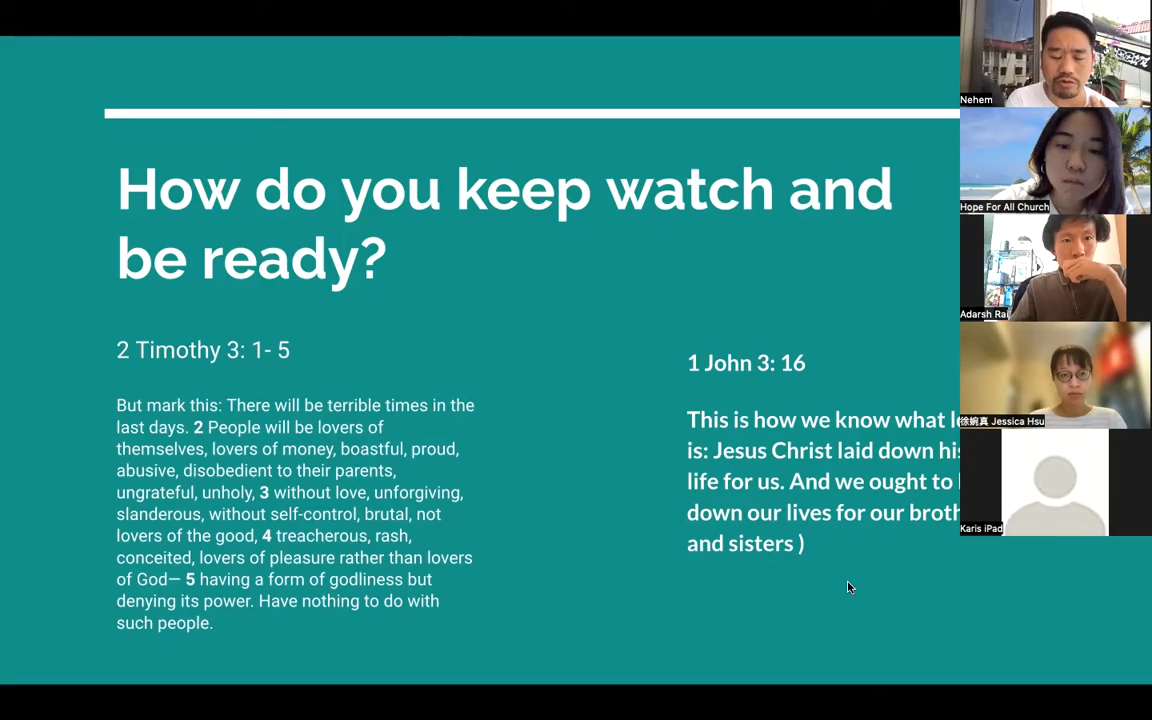 How do you keep watch and
be ready?
2 Timothy 3: 1- 5
But mark this: There will be terrible times in the
last days. 2 People will be lovers of
themselves, lovers of money, boastful, proud,
abusive, disobedient to their parents,
ungrateful, unholy, 3 without love, unforgiving,
slanderous, without self-control, brutal, not
lovers of the good, 4 treacherous, rash,
conceited, lovers of pleasure rather than lovers
of God— 5 having a form of godliness but
denying its power. Have nothing to do with
such people.
1 John 3: 16
This is how we know what
is: Jesus Christ laid down his
life for us. And we ought to
down our lives for our
and sisters )
Nehem
Hope For All Church
Adarsh Rai
徐婉真 Jessica Hsu
Karis iPad